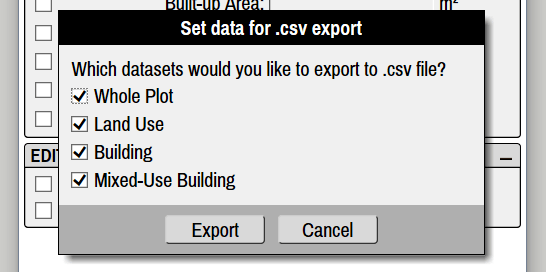 Built-up Area: m²
Set data for .csv export
Which datasets would you like to export to .csv file?
Whole Plot
Land Use
Building
Mixed-Use Building
EDI
Export Cancel